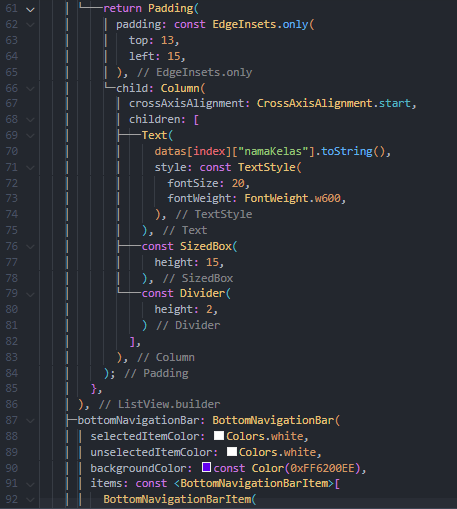 61 return Padding(
62 padding: const EdgeInsets.only(
63 top: 13,
64 left: 15,
65 ), // EdgeInsets.only
66 child: Column(
67 crossAxisAlignment: CrossAxisAlignment.start,
68 children: [
69 Text(
70 datas[index]["namaKelas"].toString(),
71 style: const TextStyle(
72 fontSize: 20,
73 fontWeight: FontWeight.w600,
74 ), // TextStyle
75 ), // Text
76 const SizedBox(
77 height: 15,
78 ), // SizedBox
79 const Divider(
80 height: 2,
81 ) // Divider
82 ],
83 ), // Column
84 ); // Padding
85 },
86 ), // ListView.builder
87 bottomNavigationBar: BottomNavigationBar(
88 selectedItemColor: Colors.white,
89 unselectedItemColor: Colors.white,
90 backgroundColor: const Color(0xFF6200EE),
91 items: const <BottomNavigationBarItem>[
92 BottomNavigationBarItem(